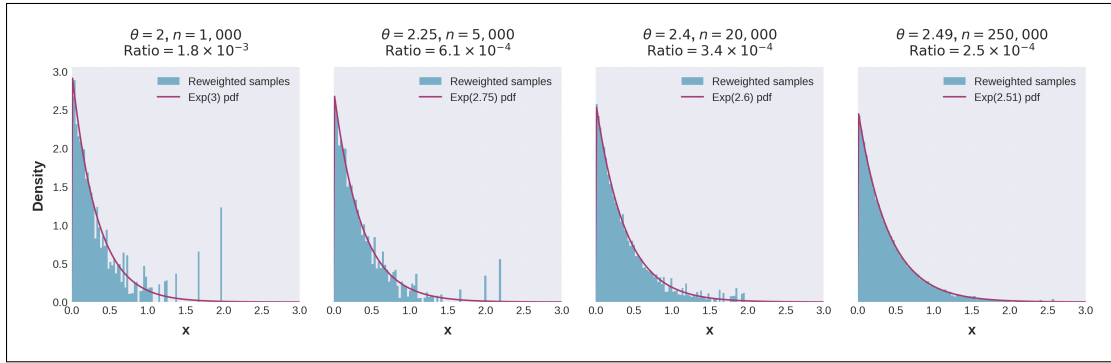 θ = 2, n = 1, 000
Ratio = 1.8 × 10⁻³
Reweighted samples
Exp(3) pdf
Density
3.0
2.5
2.0
1.5
1.0
0.5
0.0
0.0 0.5 1.0 1.5 2.0 2.5 3.0
x
θ = 2.25, n = 5, 000
Ratio = 6.1 × 10⁻⁴
Reweighted samples
Exp(2.75) pdf
0.0 0.5 1.0 1.5 2.0 2.5 3.0
x
θ = 2.4, n = 20, 000
Ratio = 3.4 × 10⁻⁴
Reweighted samples
Exp(2.6) pdf
0.0 0.5 1.0 1.5 2.0 2.5 3.0
x
θ = 2.49, n = 250, 000
Ratio = 2.5 × 10⁻⁴
Reweighted samples
Exp(2.51) pdf
0.0 0.5 1.0 1.5 2.0 2.5 3.0
x